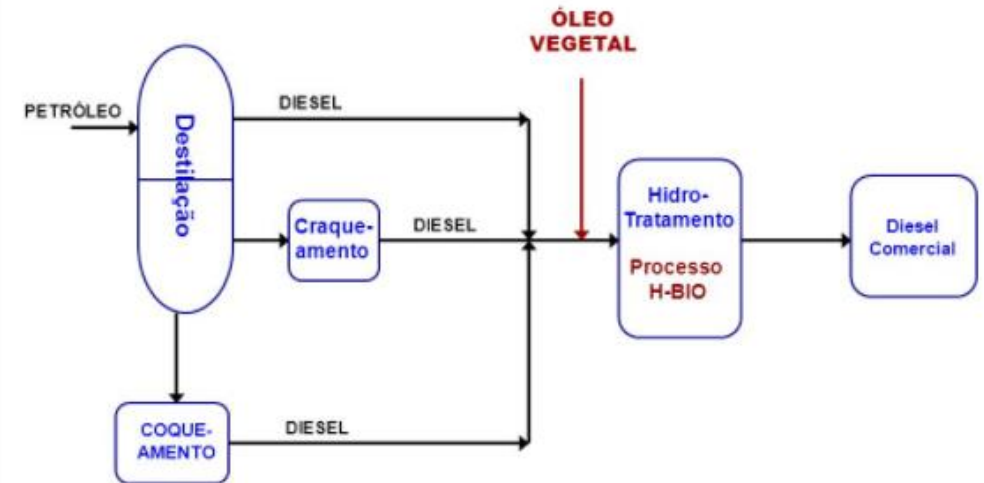 ÓLEO
VEGETAL
PETRÓLEO
DIESEL
Destilação
Hidro-
Tratamento
Processo
H-BIO
Craque-
amento
DIESEL
Diesel
Comercial
COQUE-
AMENTO
DIESEL